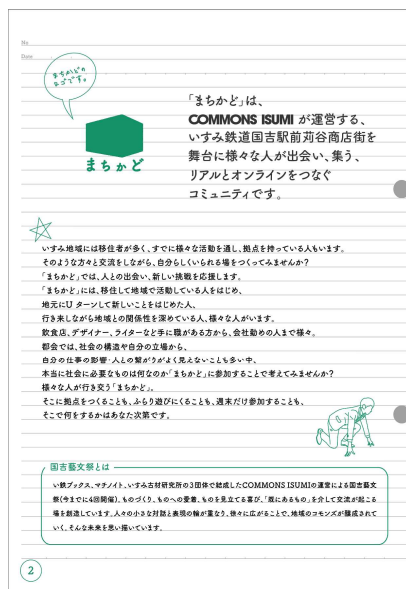 No.
Date
まちかどの
ロゴです。
まちかど
「まちかど」は、
COMMONS ISUMI が運営する、
いすみ鉄道国吉駅前苅谷商店街を
舞台に様々な人が出会い、集う、
リアルとオンラインをつなぐ
コミュニティです。
いすみ地域には移住者が多く、すでに様々な活動を通し、拠点を持っている人もいます。
そのような方々と交流をしながら、自分らしくいられる場をつくってみませんか？
「まちかど」では、人との出会い、新しい挑戦を応援します。
「まちかど」には、移住して地域で活動している人をはじめ、
地元にU ターンして新しいことをはじめた人、
行き来しながら地域との関係性を深めている人、様々な人がいます。
飲食店、デザイナー、ライターなど手に職がある方から、会社勤めの人まで様々。
都会では、社会の構造や自分の立場から、
自分の仕事の影響・人との繋がりがよく見えないことも多い中、
本当に社会に必要なものは何なのか「まちかど」に参加することで考えてみませんか？
様々な人が行き交う「まちかど」。
そこに拠点をつくることも、ふらり遊びにくることも、週末だけ参加することも、
そこで何をするかはあなた次第です。
国吉藝文祭とは
い鉄ブックス、マチノイト、いすみ古材研究所の3団体で結成したCOMMONS ISUMIの運営による国吉藝文
祭(今までに4回開催)。ものづくり、ものへの愛着、ものを見立てる喜び、「既にあるもの」を介して交流が起こる
場を創造しています。人々の小さな対話と表現の輪が重なり、徐々に広がることで、地域のコモンズが醸成されて
いく。そんな未来を思い描いています。
2